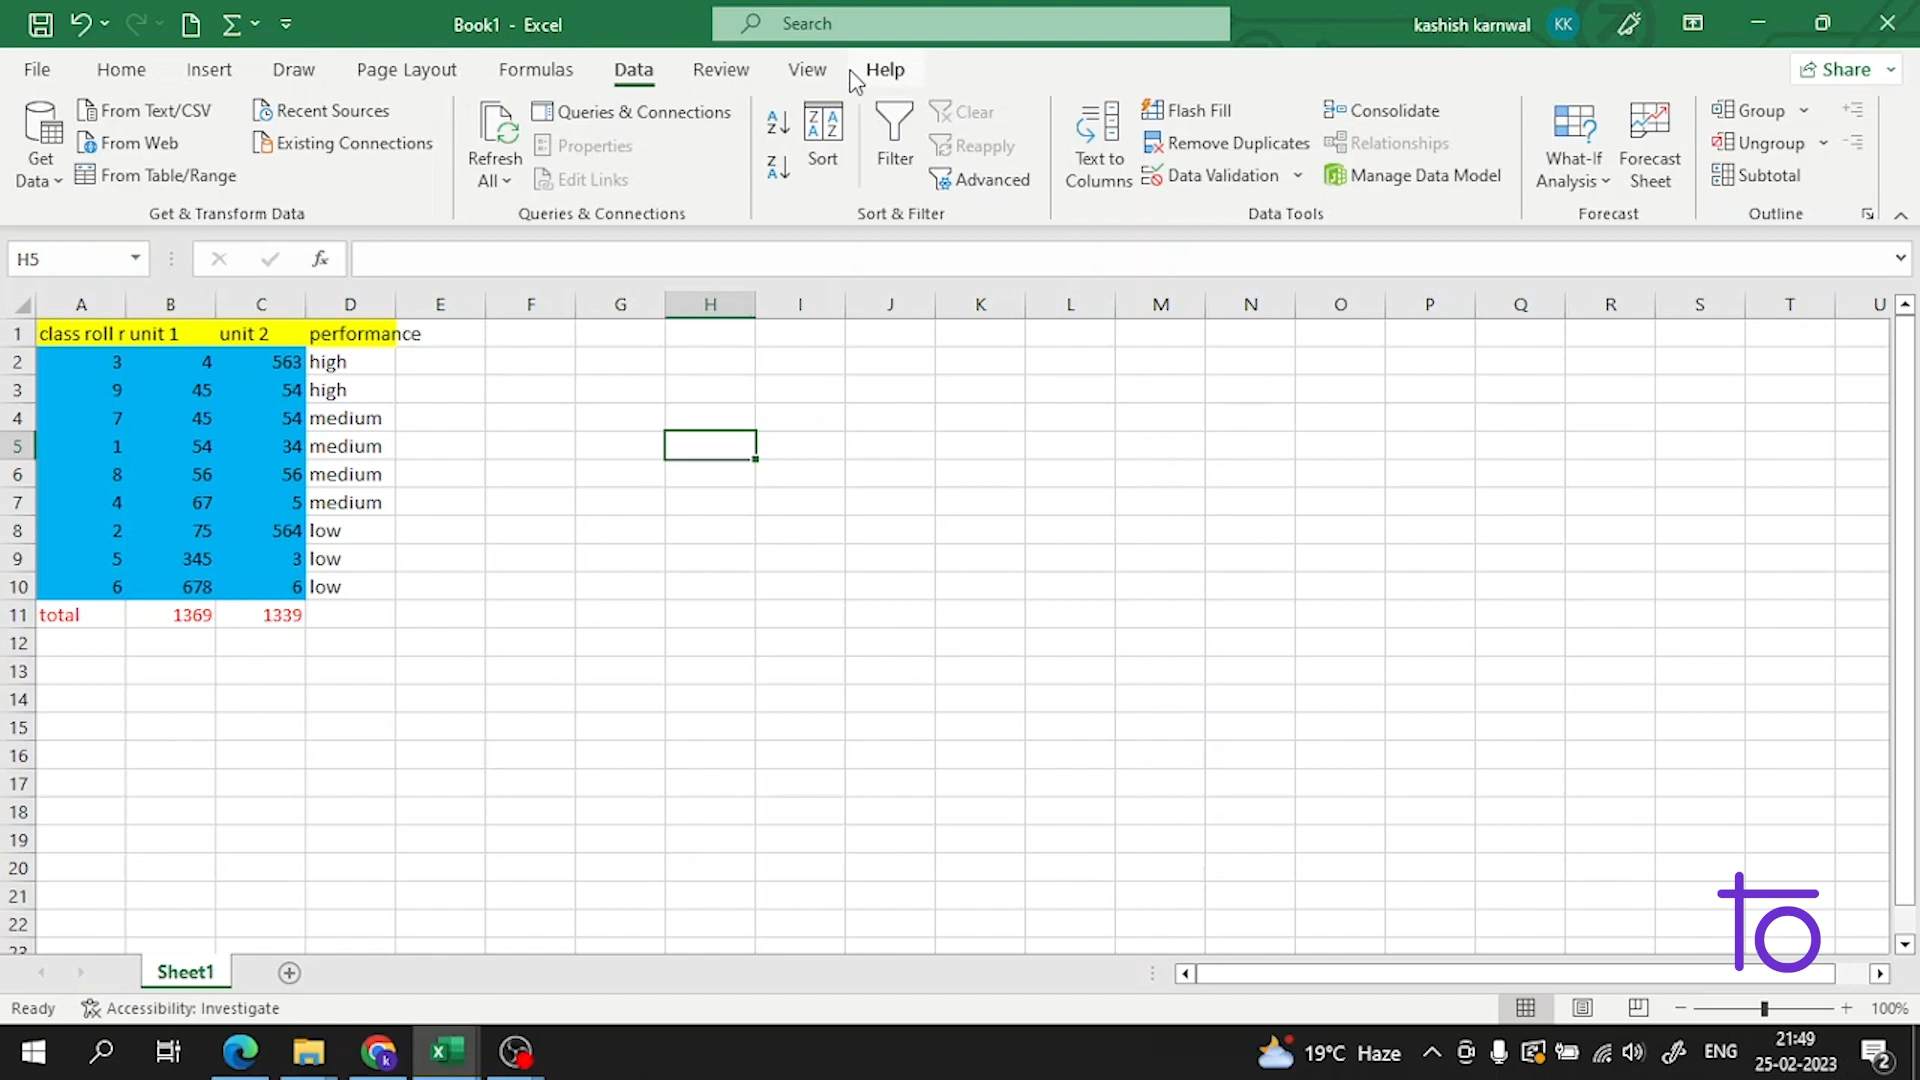 Book1 - Excel
Search
kashish karnwal KK
File Home Insert Draw Page Layout Formulas Data Review View Help Share
Get Data
From Text/CSV
From Web
From Table/Range
Recent Sources
Existing Connections
Get & Transform Data
Refresh All
Queries & Connections
Properties
Edit Links
Queries & Connections
Sort
Filter
Clear
Reapply
Advanced
Sort & Filter
Text to Columns
Flash Fill
Remove Duplicates
Data Validation
Consolidate
Relationships
Manage Data Model
Data Tools
What-If Analysis
Forecast Sheet
Forecast
Group
Ungroup
Subtotal
Outline
H5 fx
A B C D E F G H I J K L M N O P Q R S T U
1 class roll r unit 1 unit 2 performance
2 3 4 563 high
3 9 45 54 high
4 7 45 54 medium
5 1 54 34 medium
6 8 56 56 medium
7 4 67 5 medium
8 2 75 564 low
9 5 345 3 low
10 6 678 6 low
11 total 1369 1339
12
13
14
15
16
17
18
19
20
21
22
23
to
Sheet1
Ready Accessibility: Investigate 100%
19°C Haze ENG 21:49
25-02-2023 2